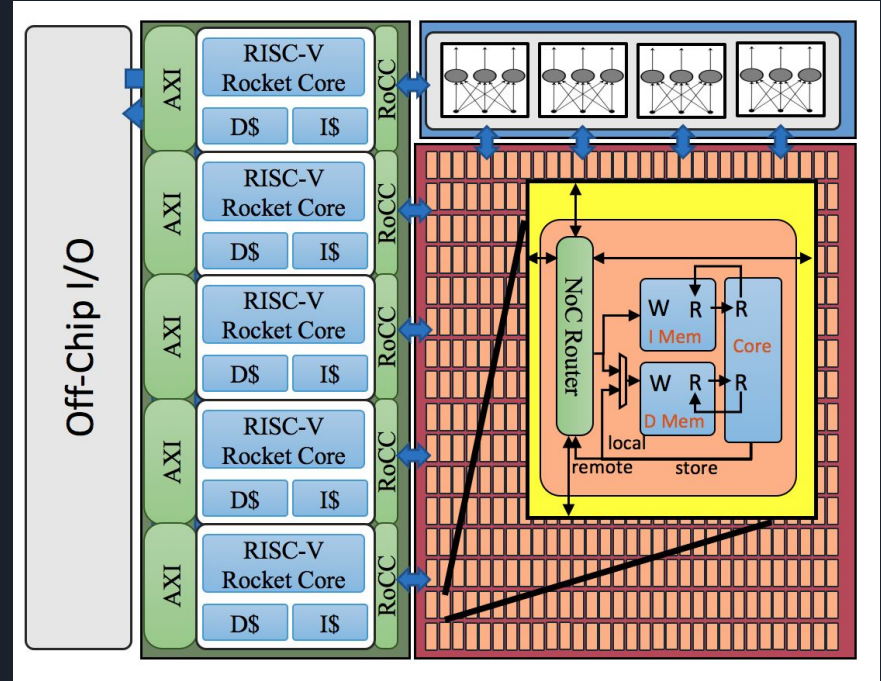 Off-Chip I/O
AXI
RISC-V
Rocket Core
D$
I$
RoCC
AXI
RISC-V
Rocket Core
D$
I$
RoCC
AXI
RISC-V
Rocket Core
D$
I$
RoCC
AXI
RISC-V
Rocket Core
D$
I$
RoCC
AXI
RISC-V
Rocket Core
D$
I$
RoCC
NoC Router
W R
I Mem
R
Core
W R
D Mem
R
local
remote
store